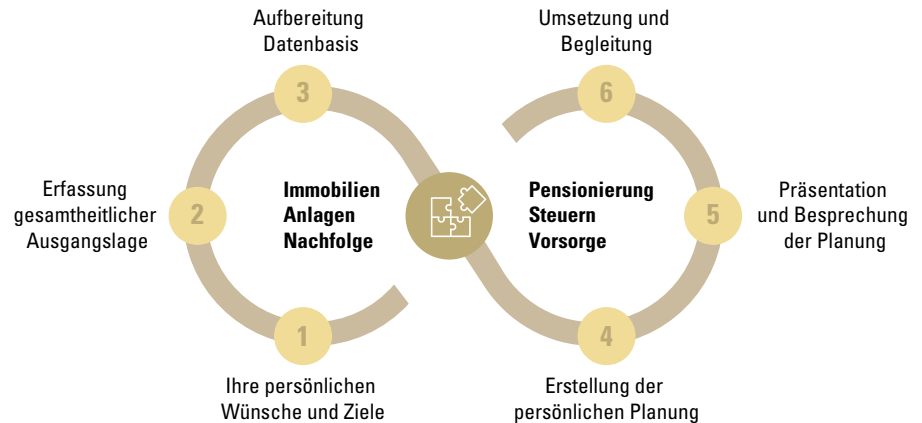 1
Ihre persönlichen
Wünsche und Ziele
2
Erfassung
gesamtheitlicher
Ausgangslage
3
Aufbereitung
Datenbasis
Immobilien
Anlagen
Nachfolge
4
Erstellung der
persönlichen Planung
5
Präsentation
und Besprechung
der Planung
6
Umsetzung und
Begleitung
Pensionierung
Steuern
Vorsorge